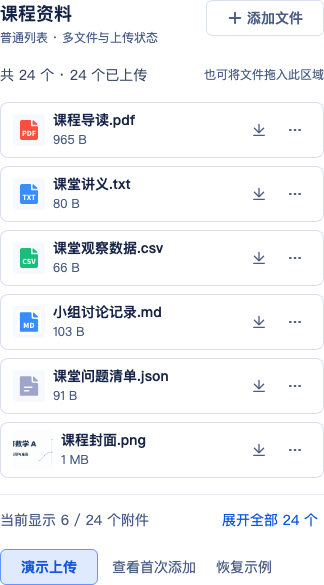 课程资料
普通列表 · 多文件与上传状态
+ 添加文件
共 24 个 · 24 个已上传
也可将文件拖入此区域
PDF
课程导读.pdf
965 B
TXT
课堂讲义.txt
80 B
CSV
课堂观察数据.csv
66 B
MD
小组讨论记录.md
103 B
课堂问题清单.json
91 B
数学 A
课程封面.png
1 MB
当前显示 6 / 24 个附件
展开全部 24 个
演示上传
查看首次添加
恢复示例